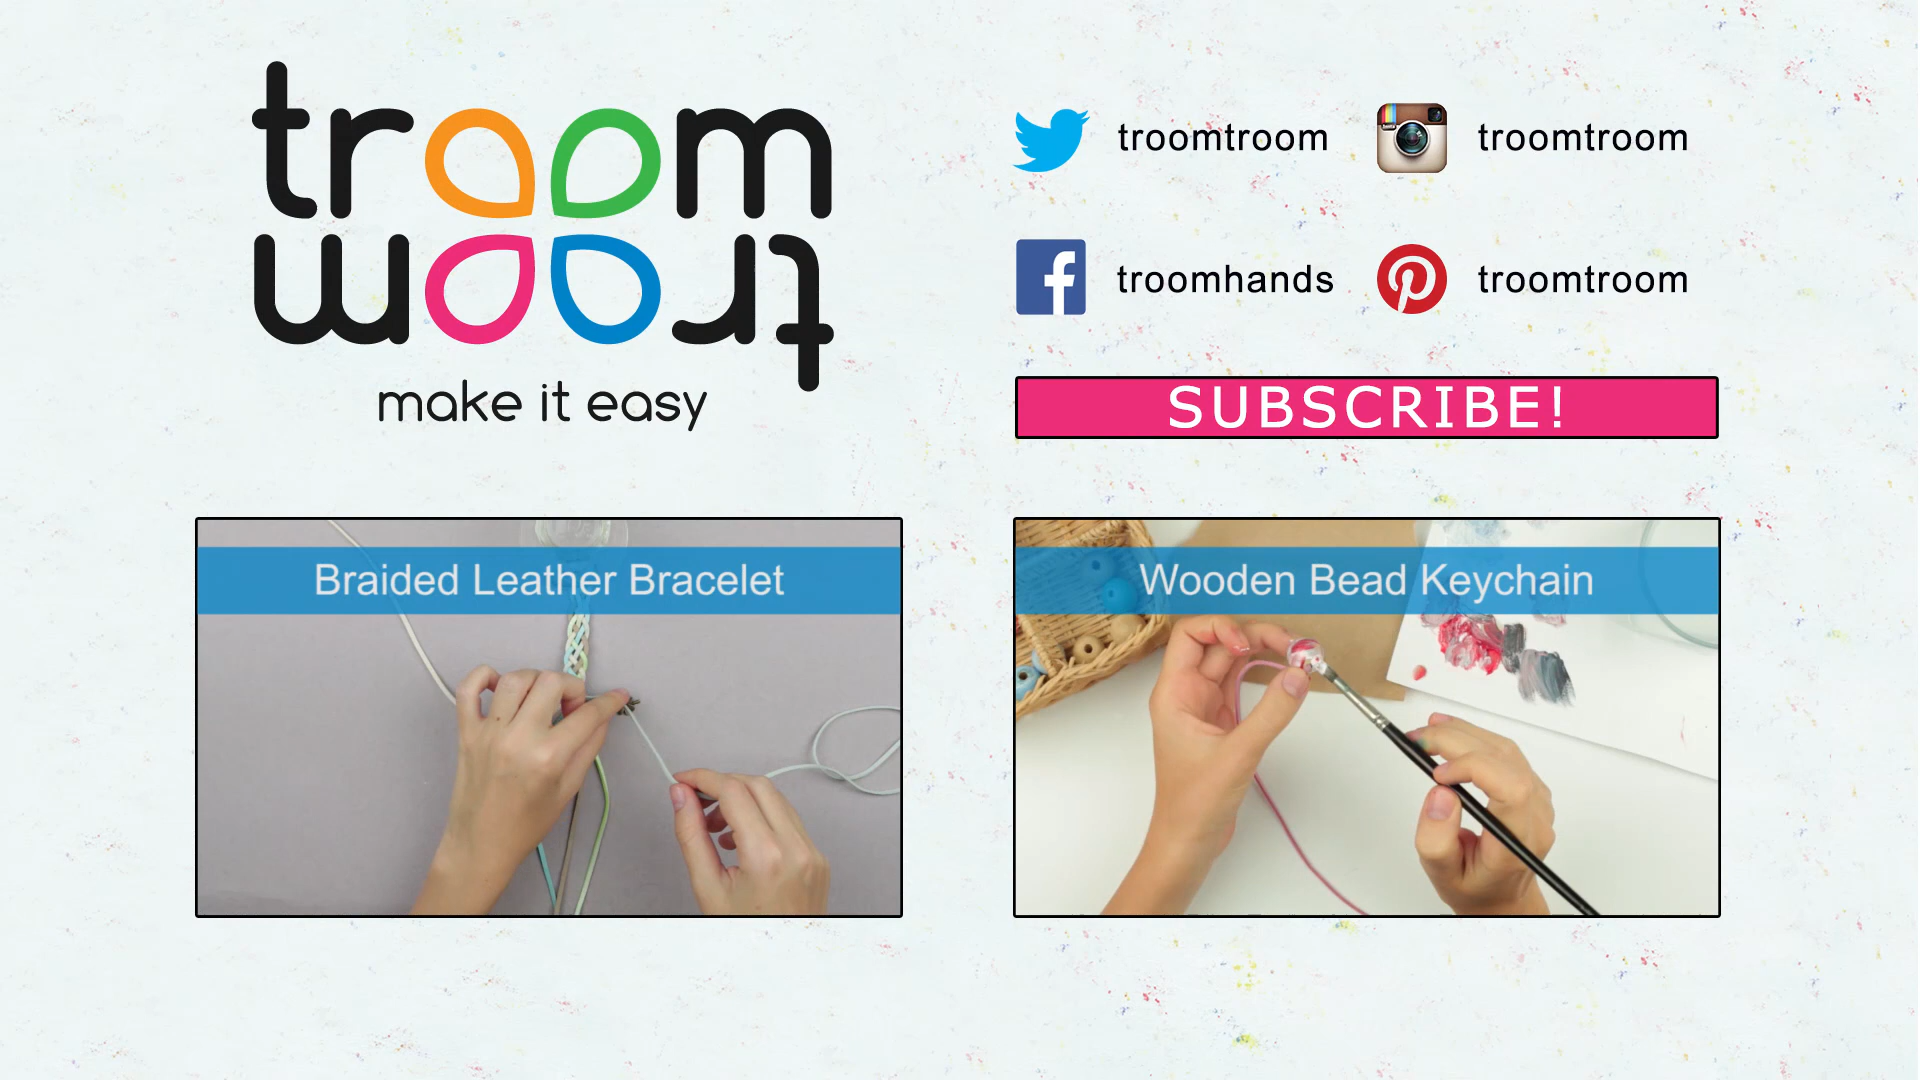 troom
troom
make it easy
troomtroom
troomtroom
troomhands
troomtroom
SUBSCRIBE!
Braided Leather Bracelet
Wooden Bead Keychain